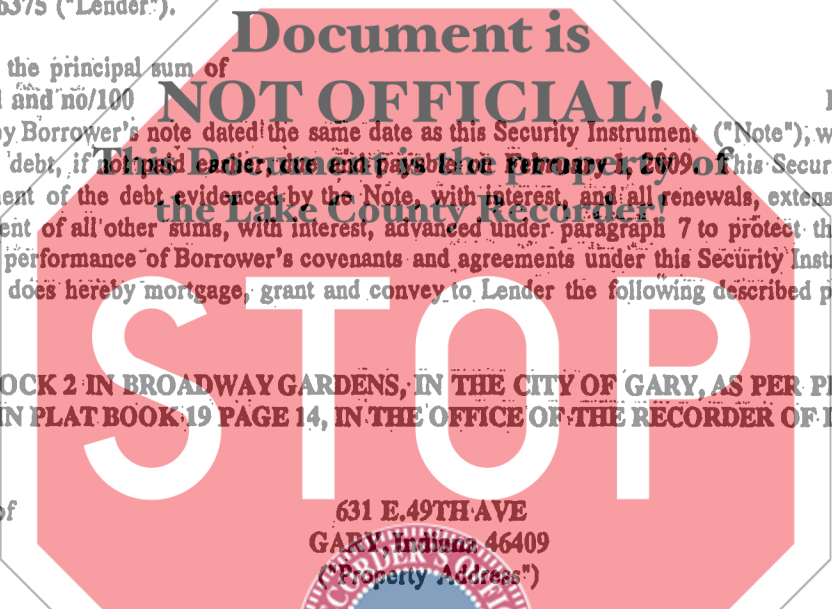 6375 ("Lender").
Document is
the principal sum of
and no/100
NOT OFFICIAL!
by Borrower's note dated the same date as this Security Instrument ("Note"), w
This Document is the property of
debt, if not paid earlier, due and payable on February 1, 2009. This Secur
ent of the debt evidenced by the Note, with interest, and all renewals, extens
the Lake County Recorder!
ent of all other sums, with interest, advanced under paragraph 7 to protect th
performance of Borrower's covenants and agreements under this Security Inst
does hereby mortgage, grant and convey to Lender the following described p
STOP
OCK 2 IN BROADWAY GARDENS, IN THE CITY OF GARY, AS PER P
IN PLAT BOOK 19 PAGE 14, IN THE OFFICE OF THE RECORDER OF
of
631 E.49TH AVE
GARY, Indiana 46409
("Property Address")
CORDER'S OFFIC